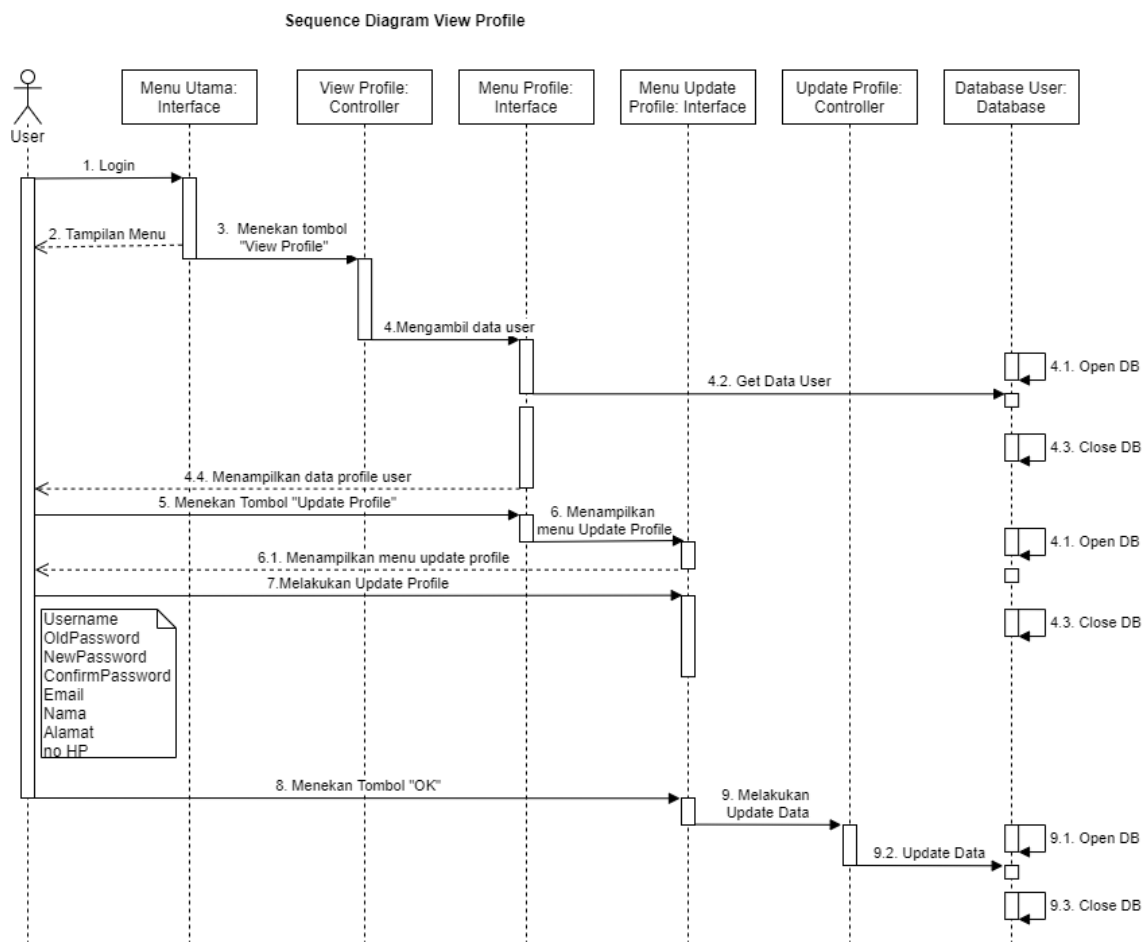 Sequence Diagram View Profile
User
Menu Utama:
Interface
View Profile:
Controller
Menu Profile:
Interface
Menu Update
Profile: Interface
Update Profile:
Controller
Database User:
Database
1. Login
2. Tampilan Menu
3. Menekan tombol
"View Profile"
4.Mengambil data user
4.1. Open DB
4.2. Get Data User
4.3. Close DB
4.4. Menampilkan data profile user
5. Menekan Tombol "Update Profile"
6. Menampilkan
menu Update Profile
4.1. Open DB
6.1. Menampilkan menu update profile
7.Melakukan Update Profile
4.3. Close DB
Username
OldPassword
NewPassword
ConfirmPassword
Email
Nama
Alamat
no HP
8. Menekan Tombol "OK"
9. Melakukan
Update Data
9.1. Open DB
9.2. Update Data
9.3. Close DB